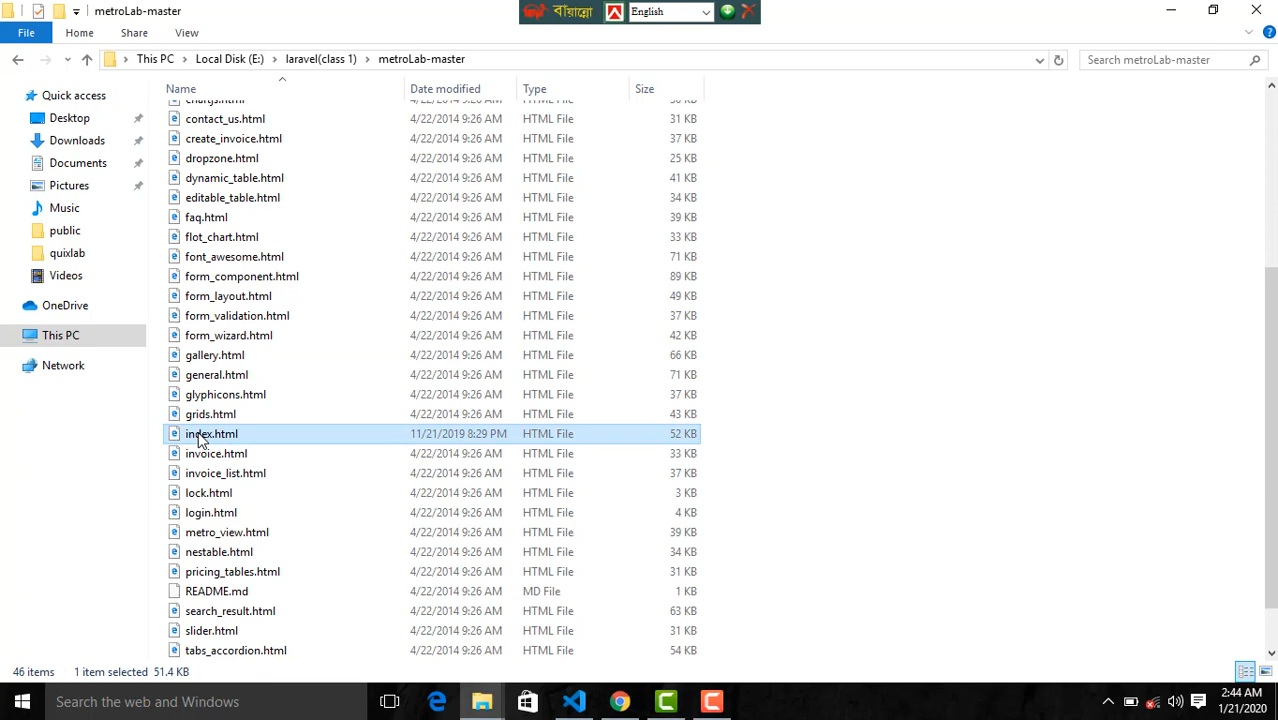 metroLab-master
বায়ান্নো
English
File
Home
Share
View
This PC
Local Disk (E:)
laravel(class 1)
metroLab-master
Search metroLab-master
Name
Date modified
Type
Size
Quick access
Desktop
Downloads
Documents
Pictures
Music
public
quixlab
Videos
OneDrive
This PC
Network
contact_us.html 4/22/2014 9:26 AM HTML File 31 KB
create_invoice.html 4/22/2014 9:26 AM HTML File 37 KB
dropzone.html 4/22/2014 9:26 AM HTML File 25 KB
dynamic_table.html 4/22/2014 9:26 AM HTML File 41 KB
editable_table.html 4/22/2014 9:26 AM HTML File 34 KB
faq.html 4/22/2014 9:26 AM HTML File 39 KB
flot_chart.html 4/22/2014 9:26 AM HTML File 33 KB
font_awesome.html 4/22/2014 9:26 AM HTML File 71 KB
form_component.html 4/22/2014 9:26 AM HTML File 89 KB
form_layout.html 4/22/2014 9:26 AM HTML File 49 KB
form_validation.html 4/22/2014 9:26 AM HTML File 37 KB
form_wizard.html 4/22/2014 9:26 AM HTML File 42 KB
gallery.html 4/22/2014 9:26 AM HTML File 66 KB
general.html 4/22/2014 9:26 AM HTML File 71 KB
glyphicons.html 4/22/2014 9:26 AM HTML File 37 KB
grids.html 4/22/2014 9:26 AM HTML File 43 KB
index.html 11/21/2019 8:29 PM HTML File 52 KB
invoice.html 4/22/2014 9:26 AM HTML File 33 KB
invoice_list.html 4/22/2014 9:26 AM HTML File 37 KB
lock.html 4/22/2014 9:26 AM HTML File 3 KB
login.html 4/22/2014 9:26 AM HTML File 4 KB
metro_view.html 4/22/2014 9:26 AM HTML File 39 KB
nestable.html 4/22/2014 9:26 AM HTML File 34 KB
pricing_tables.html 4/22/2014 9:26 AM HTML File 31 KB
README.md 4/22/2014 9:26 AM MD File 1 KB
search_result.html 4/22/2014 9:26 AM HTML File 63 KB
slider.html 4/22/2014 9:26 AM HTML File 31 KB
tabs_accordion.html 4/22/2014 9:26 AM HTML File 54 KB
46 items 1 item selected 51.4 KB
Search the web and Windows
2:44 AM
1/21/2020